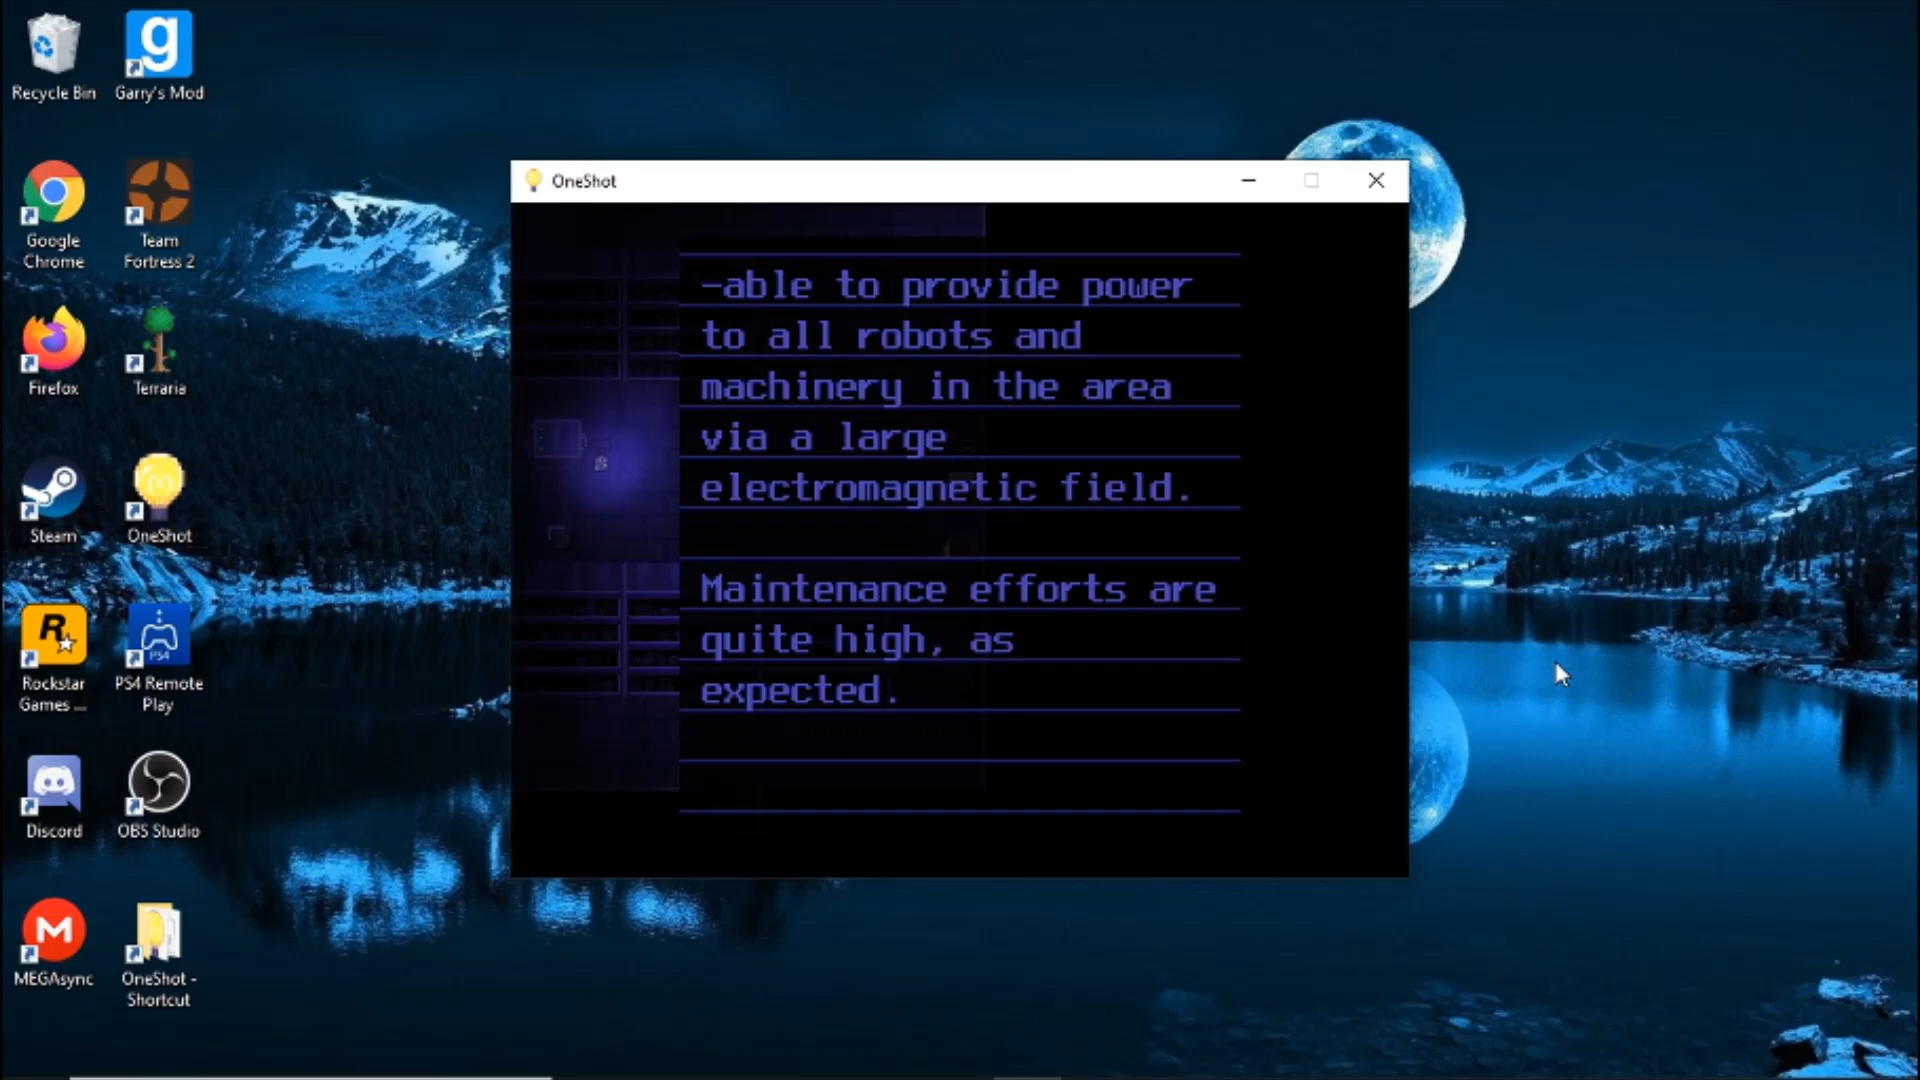 Recycle Bin
Garry's Mod
Google
Chrome
Team
Fortress 2
Firefox
Terraria
Steam
OneShot
Rockstar
Games ...
PS4
PS4 Remote
Play
Discord
OBS Studio
MEGAsync
OneShot -
Shortcut
OneShot
-able to provide power
to all robots and
machinery in the area
via a large
electromagnetic field.
Maintenance efforts are
quite high, as
expected.